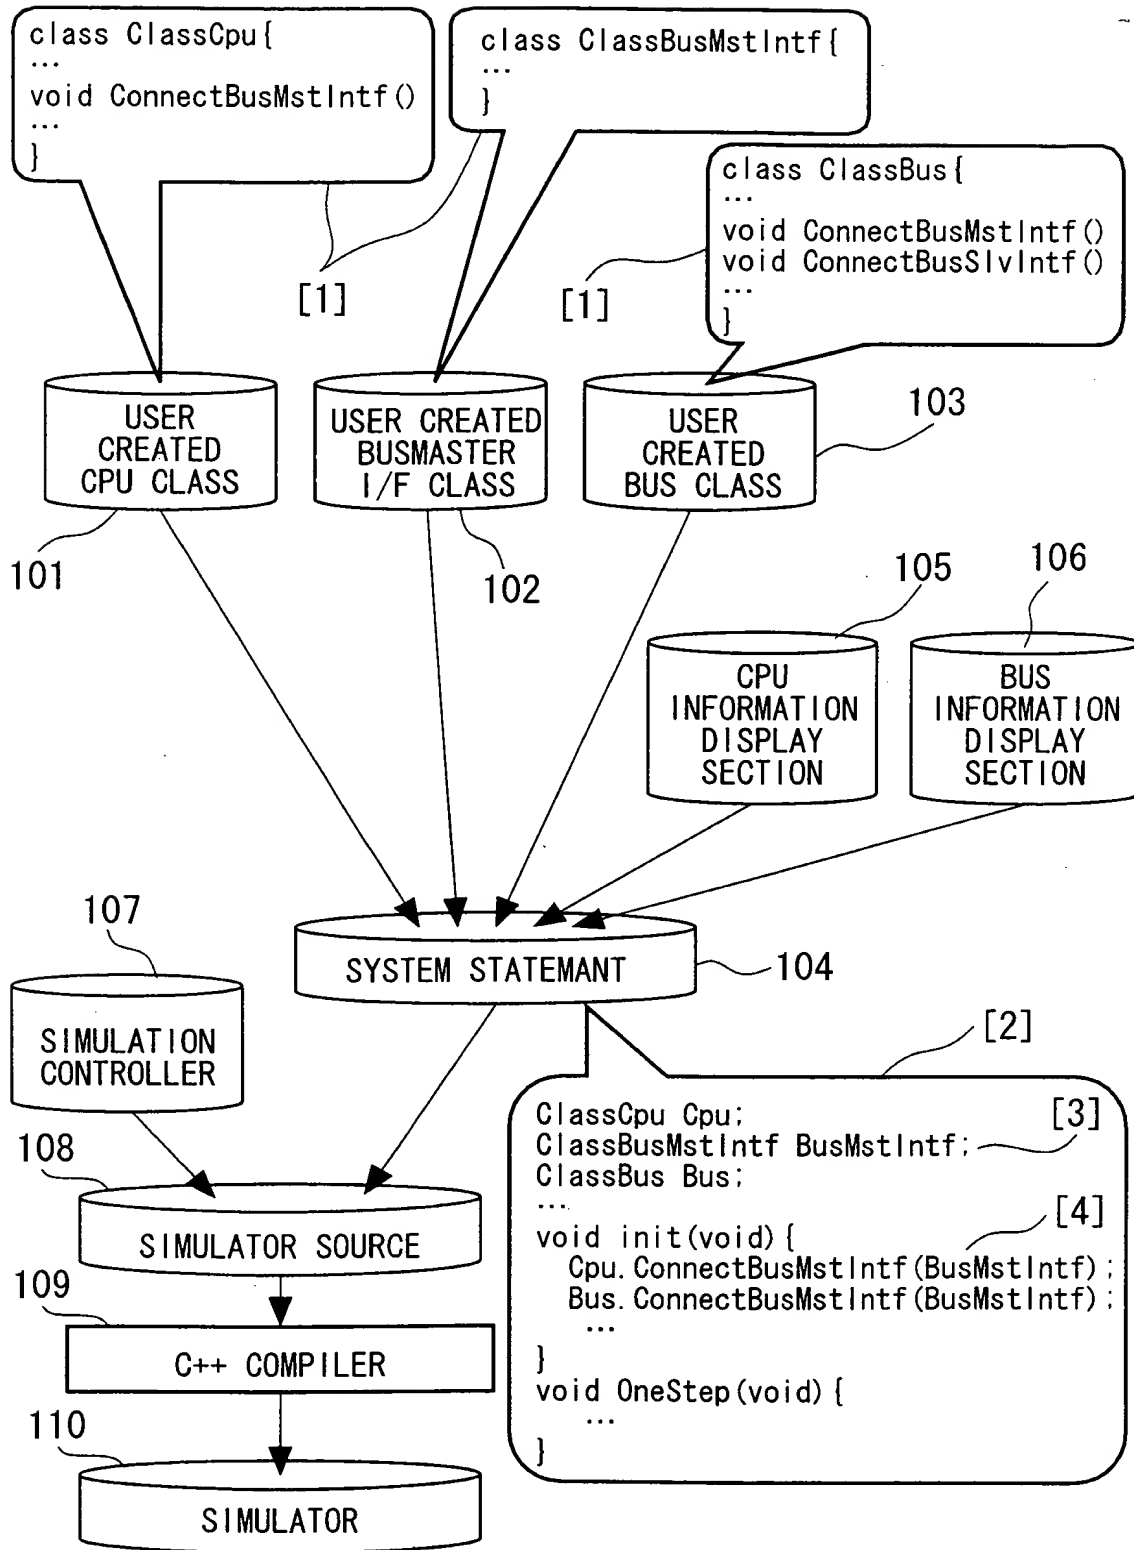 class ClassCpu{
...
void ConnectBusMstIntf()
...
}
class ClassBusMstIntf{
...
}
class ClassBus{
...
void ConnectBusMstIntf()
void ConnectBusSlvIntf()
...
}
[1]
[1]
USER
CREATED
CPU CLASS
USER CREATED
BUSMASTER
I/F CLASS
USER
CREATED
BUS CLASS
103
101
102
105
106
CPU
INFORMATION
DISPLAY
SECTION
BUS
INFORMATION
DISPLAY
SECTION
107
SYSTEM STATEMANT
104
SIMULATION
CONTROLLER
[2]
ClassCpu Cpu;
[3]
ClassBusMstIntf BusMstIntf;
ClassBus Bus;
...
[4]
void init(void){
Cpu.ConnectBusMstIntf(BusMstIntf);
Bus.ConnectBusMstIntf(BusMstIntf);
...
}
void OneStep(void){
...
}
108
SIMULATOR SOURCE
109
C++ COMPILER
110
SIMULATOR